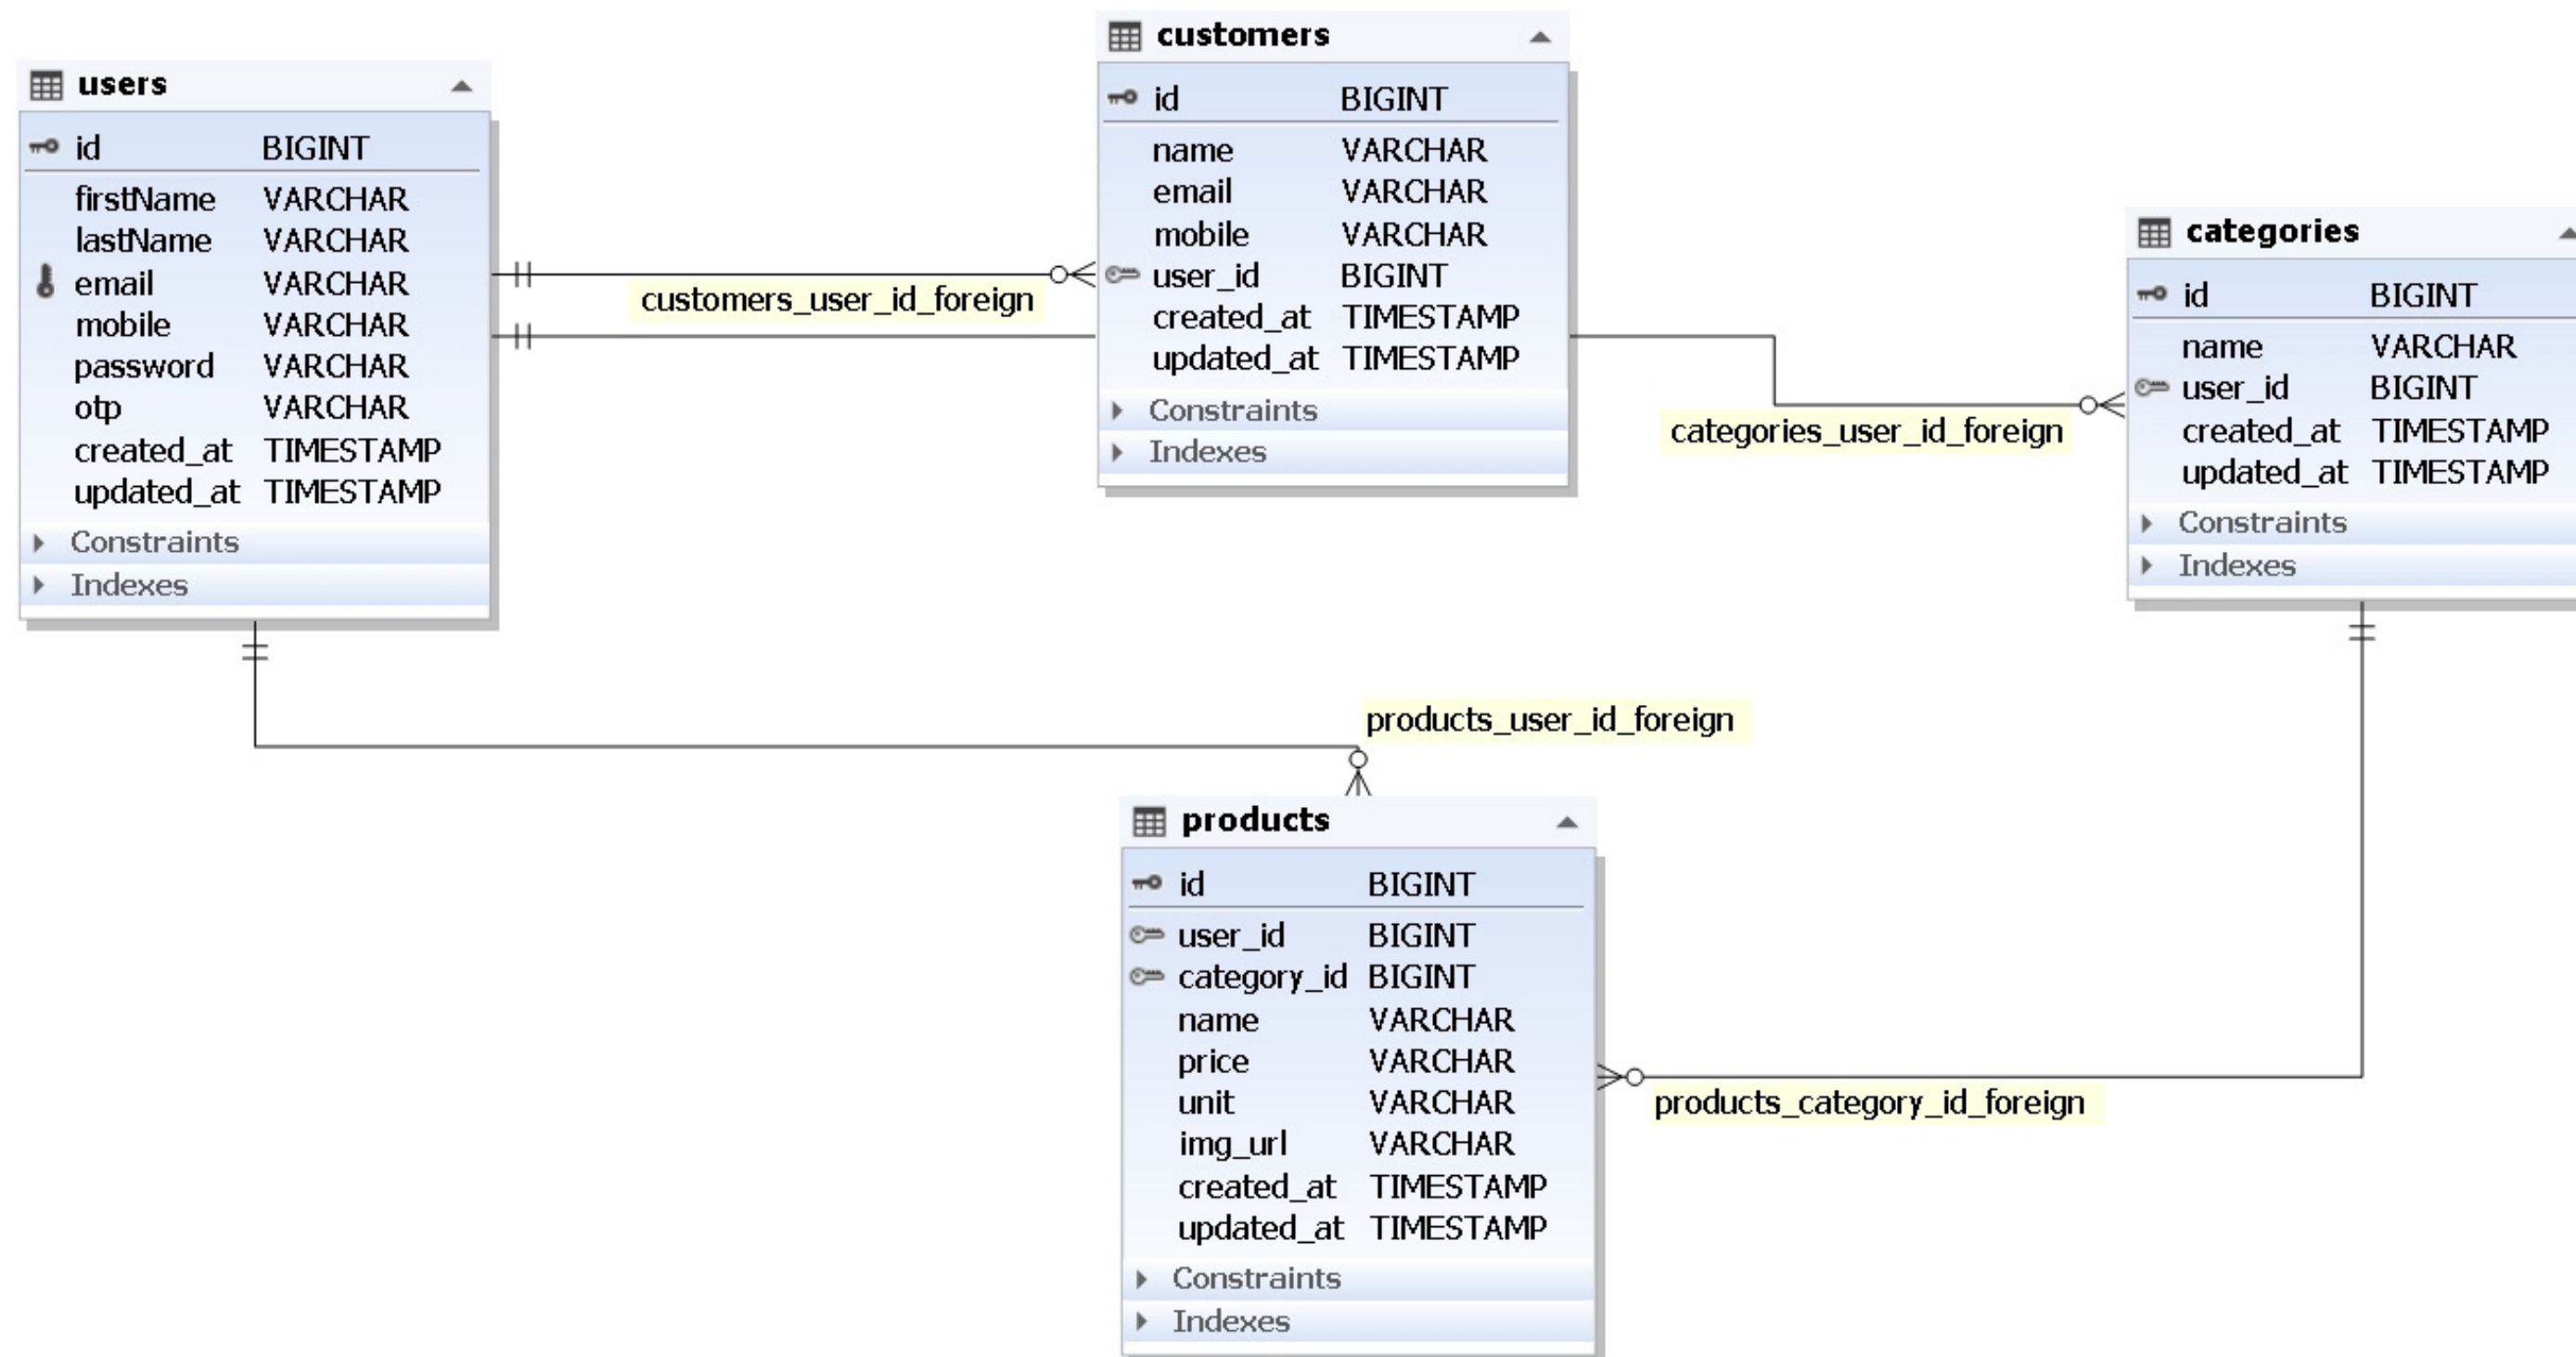 users
id BIGINT
firstName VARCHAR
lastName VARCHAR
email VARCHAR
mobile VARCHAR
password VARCHAR
otp VARCHAR
created_at TIMESTAMP
updated_at TIMESTAMP
Constraints
Indexes
customers_user_id_foreign
customers
id BIGINT
name VARCHAR
email VARCHAR
mobile VARCHAR
user_id BIGINT
created_at TIMESTAMP
updated_at TIMESTAMP
Constraints
Indexes
categories_user_id_foreign
categories
id BIGINT
name VARCHAR
user_id BIGINT
created_at TIMESTAMP
updated_at TIMESTAMP
Constraints
Indexes
products_user_id_foreign
products
id BIGINT
user_id BIGINT
category_id BIGINT
name VARCHAR
price VARCHAR
unit VARCHAR
img_url VARCHAR
created_at TIMESTAMP
updated_at TIMESTAMP
Constraints
Indexes
products_category_id_foreign